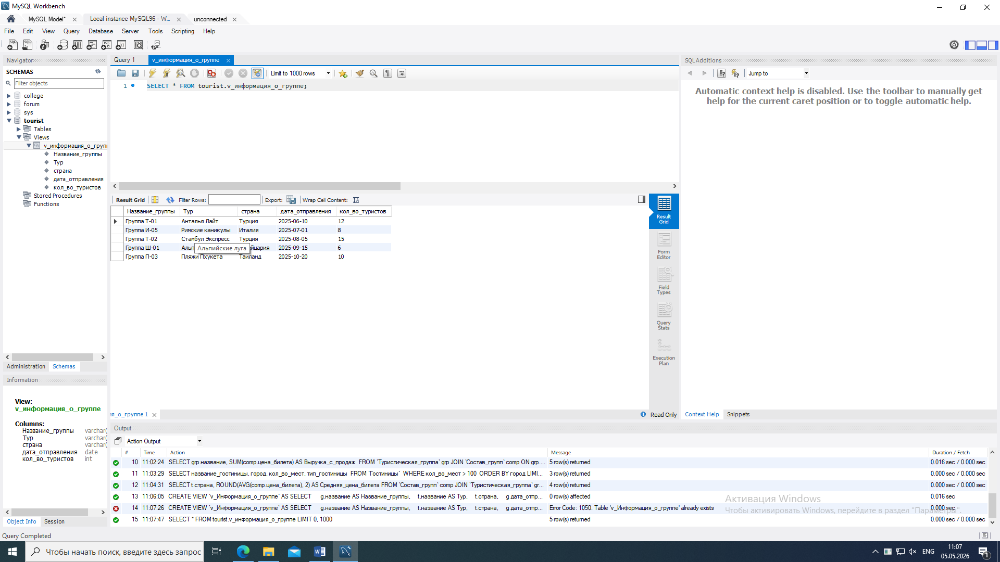 MySQL Workbench
MySQL Model*
Local instance MySQL96 - W...
unconnected
File Edit View Query Database Server Tools Scripting Help
Navigator
SCHEMAS
Filter objects
college
forum
sys
tourist
Tables
Views
v_информация_о_групп
Название_группы
Тур
страна
дата_отправления
кол_во_туристов
Stored Procedures
Functions
Administration Schemas
Information
View:
v_информация_о_группе
Columns:
Название_группы varchar(
Тур varchar(
страна varchar(
дата_отправления date
кол_во_туристов int
Object Info Session
Query 1
v_информация_о_группе
Limit to 1000 rows
1 SELECT * FROM tourist.v_информация_о_группе;
Result Grid Filter Rows: Export: Wrap Cell Content:
Название_группы Тур страна дата_отправления кол_во_туристов
Группа Т-01 Анталья Лайт Турция 2025-06-10 12
Группа И-05 Римские каникулы Италия 2025-07-01 8
Группа Т-02 Стамбул Экспресс Турция 2025-08-05 15
Группа Ш-01 Альп Альпийские луга йцария 2025-09-15 6
Группа П-03 Пляжи Пхукета Таиланд 2025-10-20 10
Result Grid
Form Editor
Field Types
Query Stats
Execution Plan
ия_о_группе 1
Read Only
SQLAdditions
Jump to
Automatic context help is disabled. Use the toolbar to manually get
help for the current caret position or to toggle automatic help.
Context Help Snippets
Output
Action Output
# Time Action Message Duration / Fetch
10 11:02:24 SELECT grp.название, SUM(comp.цена_билета) AS Выручка_с_продаж FROM `Туристическая_группа` grp JOIN `Состав_групп` comp ON grp.... 5 row(s) returned 0.016 sec / 0.000 sec
11 11:03:29 SELECT название_гостиницы, город, кол_во_мест, тип_гостиницы FROM `Гостиницы` WHERE кол_во_мест > 100 ORDER BY город LIMI... 3 row(s) returned 0.000 sec / 0.000 sec
12 11:04:31 SELECT t.страна, ROUND(AVG(comp.цена_билета), 2) AS Средняя_цена_билета FROM `Состав_групп` comp JOIN `Туристическая_группа` gr... 4 row(s) returned 0.000 sec / 0.000 sec
13 11:06:05 CREATE VIEW `v_Информация_о_группе` AS SELECT g.название AS Название_группы, t.название AS Тур, t.страна, g.дата_отпр... 0 row(s) affected 0.016 sec
14 11:07:26 CREATE VIEW `v_Информация_о_группе` AS SELECT g.название AS Название_группы, t.название AS Тур, t.страна, g.дата_отпр... Error Code: 1050. Table 'v_Информация_о_группе' already exists 0.000 sec
15 11:07:47 SELECT * FROM tourist.v_информация_о_группе LIMIT 0, 1000 5 row(s) returned 0.000 sec / 0.000 sec
Активация Windows
Чтобы активировать Windows, перейдите в раздел "Параметры".
Query Completed
Чтобы начать поиск, введите здесь запрос
ENG
11:07
05.05.2026
1